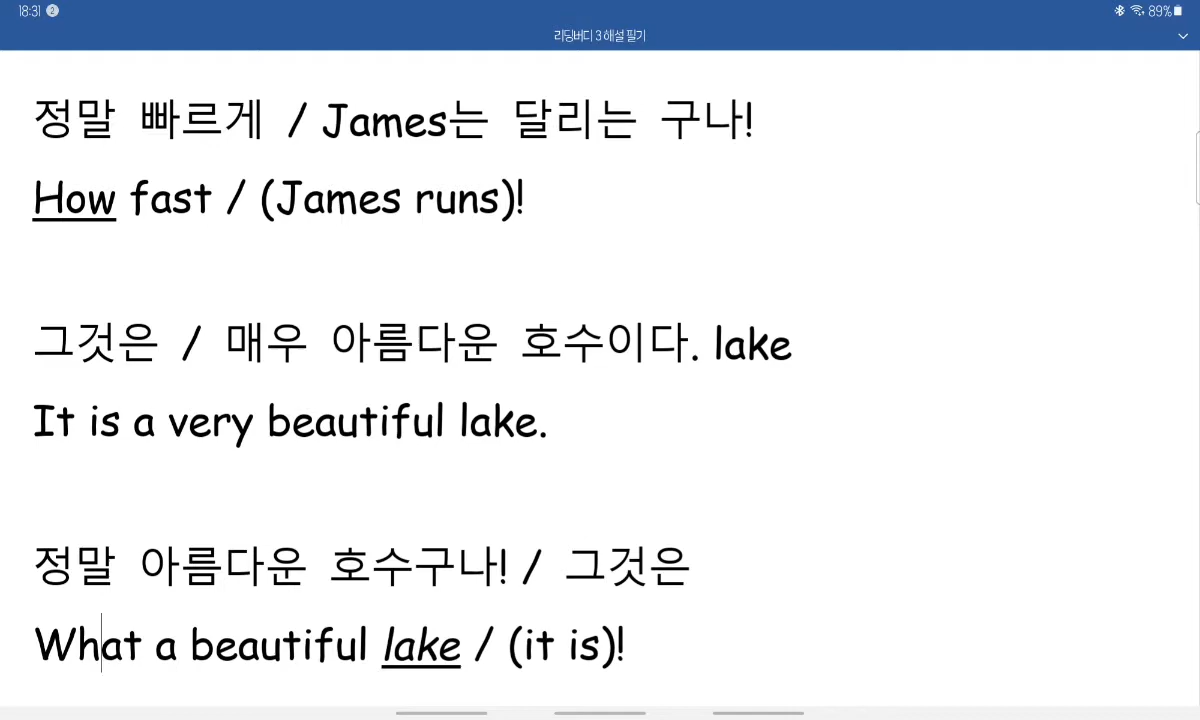 18:31 2 89%
리딩버디 3 해설 필기
정말 빠르게 / James는 달리는 구나!
How fast / (James runs)!
그것은 / 매우 아름다운 호수이다. lake
It is a very beautiful lake.
정말 아름다운 호수구나! / 그것은
What a beautiful lake / (it is)!